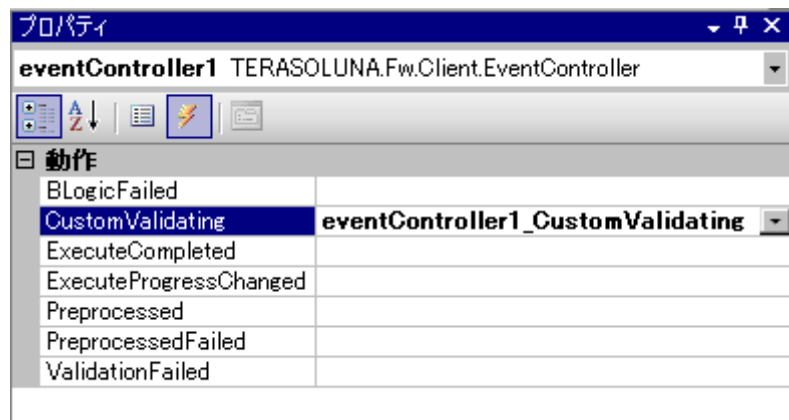 プロパティ
eventController1 TERASOLUNA.Fw.Client.EventController
動作
BLogicFailed
CustomValidating eventController1_CustomValidating
ExecuteCompleted
ExecuteProgressChanged
Preprocessed
PreprocessedFailed
ValidationFailed